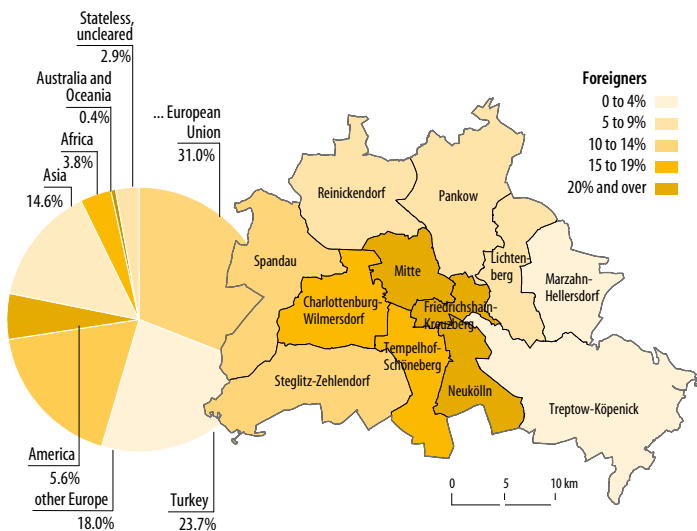 Stateless,
uncleared
2.9%
Australia and
Oceania
0.4%
Africa
3.8%
Asia
14.6%
... European
Union
31.0%
America
5.6%
other Europe
18.0%
Turkey
23.7%
Foreigners
0 to 4%
5 to 9%
10 to 14%
15 to 19%
20% and over
Reinickendorf
Pankow
Spandau
Mitte
Lichten-
berg
Marzahn-
Hellersdorf
Charlottenburg-
Wilmersdorf
Friedrichshain-
Kreuzberg
Tempelhof-
Schöneberg
Steglitz-Zehlendorf
Neukölln
Treptow-Köpenick
0 5 10 km